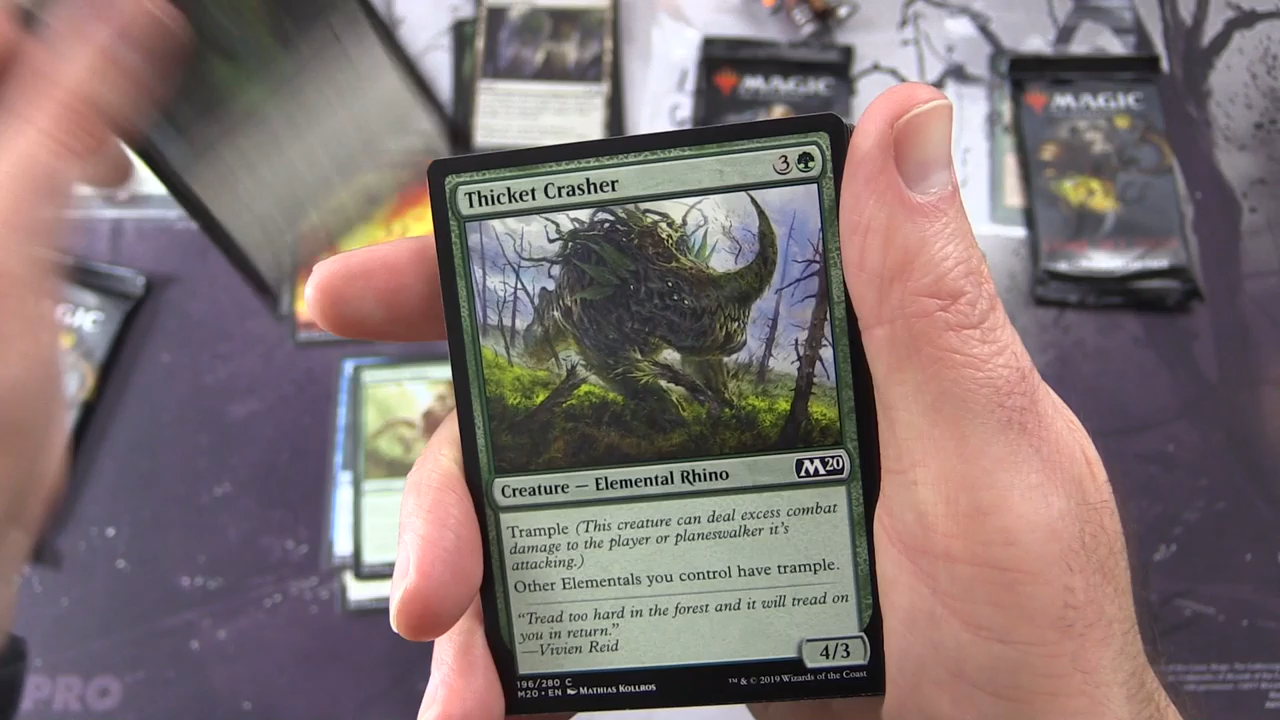 MAGIC
MAGIC
Thicket Crasher
3
Creature — Elemental Rhino
M20
Trample (This creature can deal excess combat
damage to the player or planeswalker it's
attacking.)
Other Elementals you control have trample.
"Tread too hard in the forest and it will tread on
you in return."
—Vivien Reid
4/3
196/280 C
M20 • EN Mathias Kollros
™ & © 2019 Wizards of the Coast
PRO